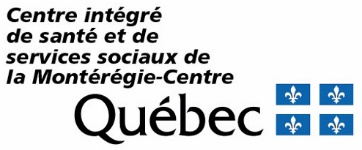 Centre intégré
de santé et de
services sociaux de
la Montérégie-Centre
Québec